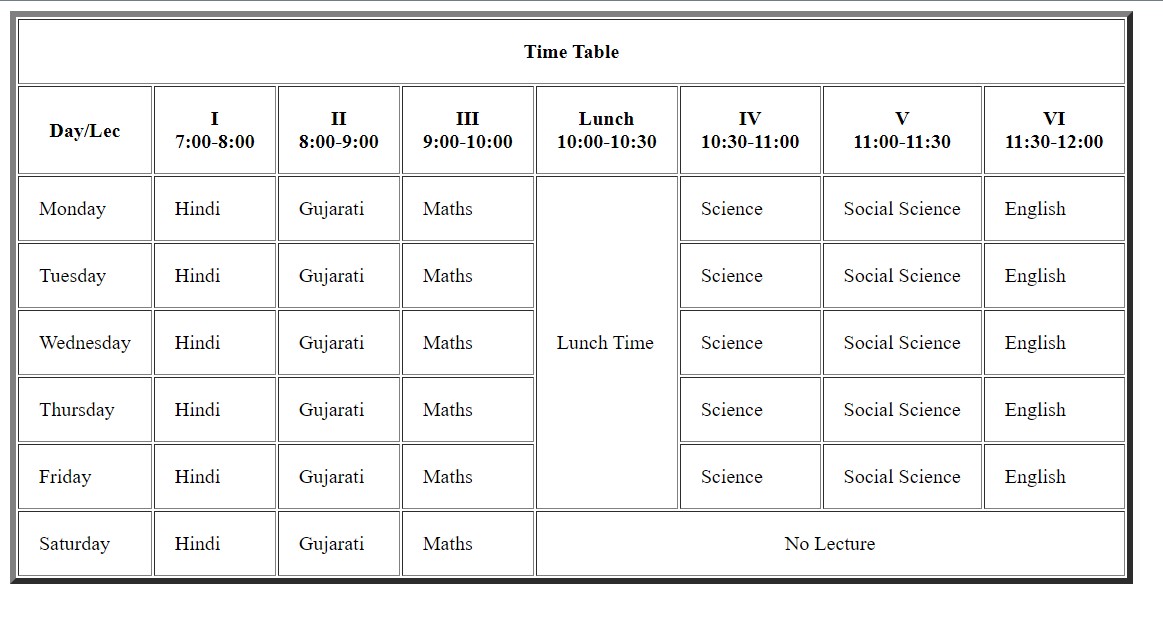 Time Table
Day/Lec I II III Lunch IV V VI
7:00-8:00 8:00-9:00 9:00-10:00 10:00-10:30 10:30-11:00 11:00-11:30 11:30-12:00
Monday Hindi Gujarati Maths Science Social Science English
Tuesday Hindi Gujarati Maths Science Social Science English
Wednesday Hindi Gujarati Maths Lunch Time Science Social Science English
Thursday Hindi Gujarati Maths Science Social Science English
Friday Hindi Gujarati Maths Science Social Science English
Saturday Hindi Gujarati Maths No Lecture